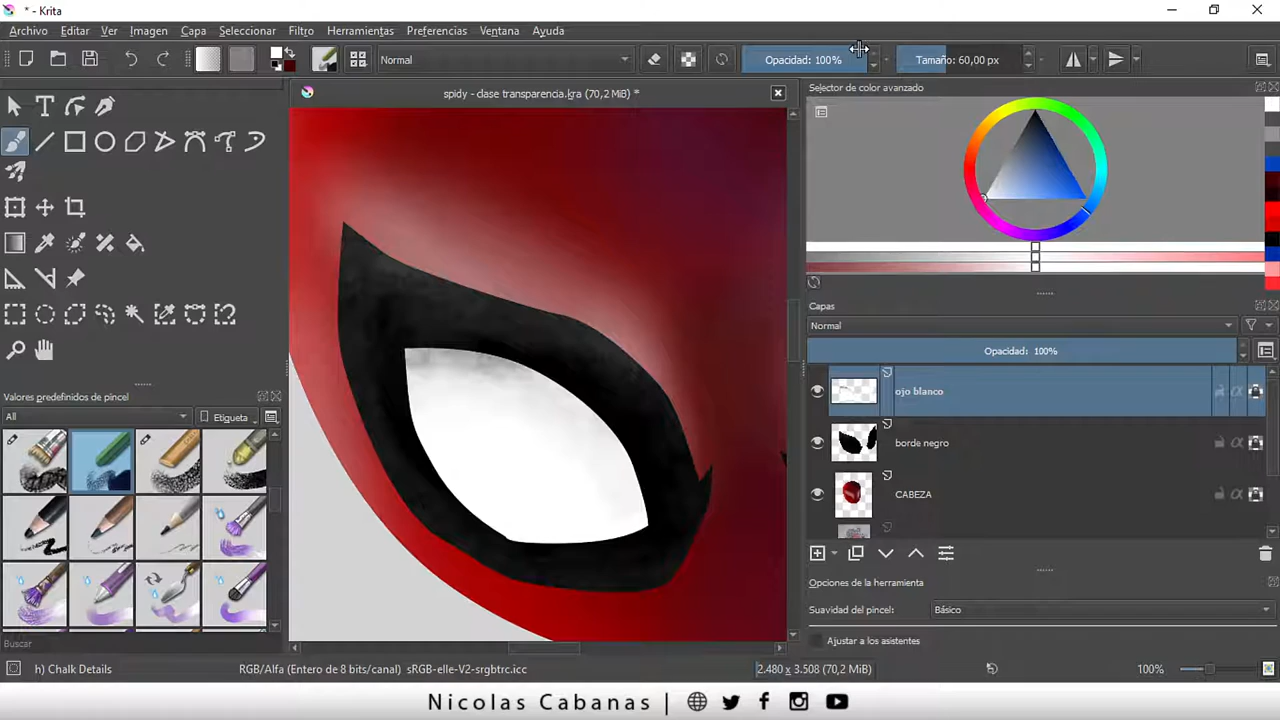 * - Krita
Archivo Editar Ver Imagen Capa Seleccionar Filtro Herramientas Preferencias Ventana Ayuda
Normal Opacidad: 100% Tamaño: 60,00 px
spidy - clase transparencia.kra (70,2 MiB) *
Selector de color avanzado
Capas
Normal
Opacidad: 100%
ojo blanco
borde negro
CABEZA
Valores predefinidos de pincel
All Etiqueta
Buscar
Opciones de la herramienta
Suavidad del pincel: Básico
Ajustar a los asistentes
h) Chalk Details RGB/Alfa (Entero de 8 bits/canal) sRGB-elle-V2-srgbtrc.icc 2.480 x 3.508 (70,2 MiB) 100%
Nicolas Cabanas |